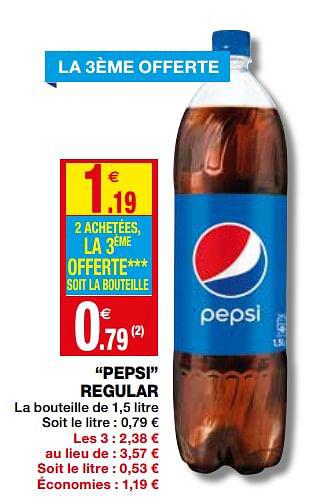 LA 3ÈME OFFERTE
1€,19
2 ACHETÉES,
LA 3ÈME
OFFERTE***
SOIT LA BOUTEILLE
0€,79 (2)
pepsi
“PEPSI”
REGULAR
La bouteille de 1,5 litre
Soit le litre : 0,79 €
Les 3 : 2,38 €
au lieu de : 3,57 €
Soit le litre : 0,53 €
Économies : 1,19 €